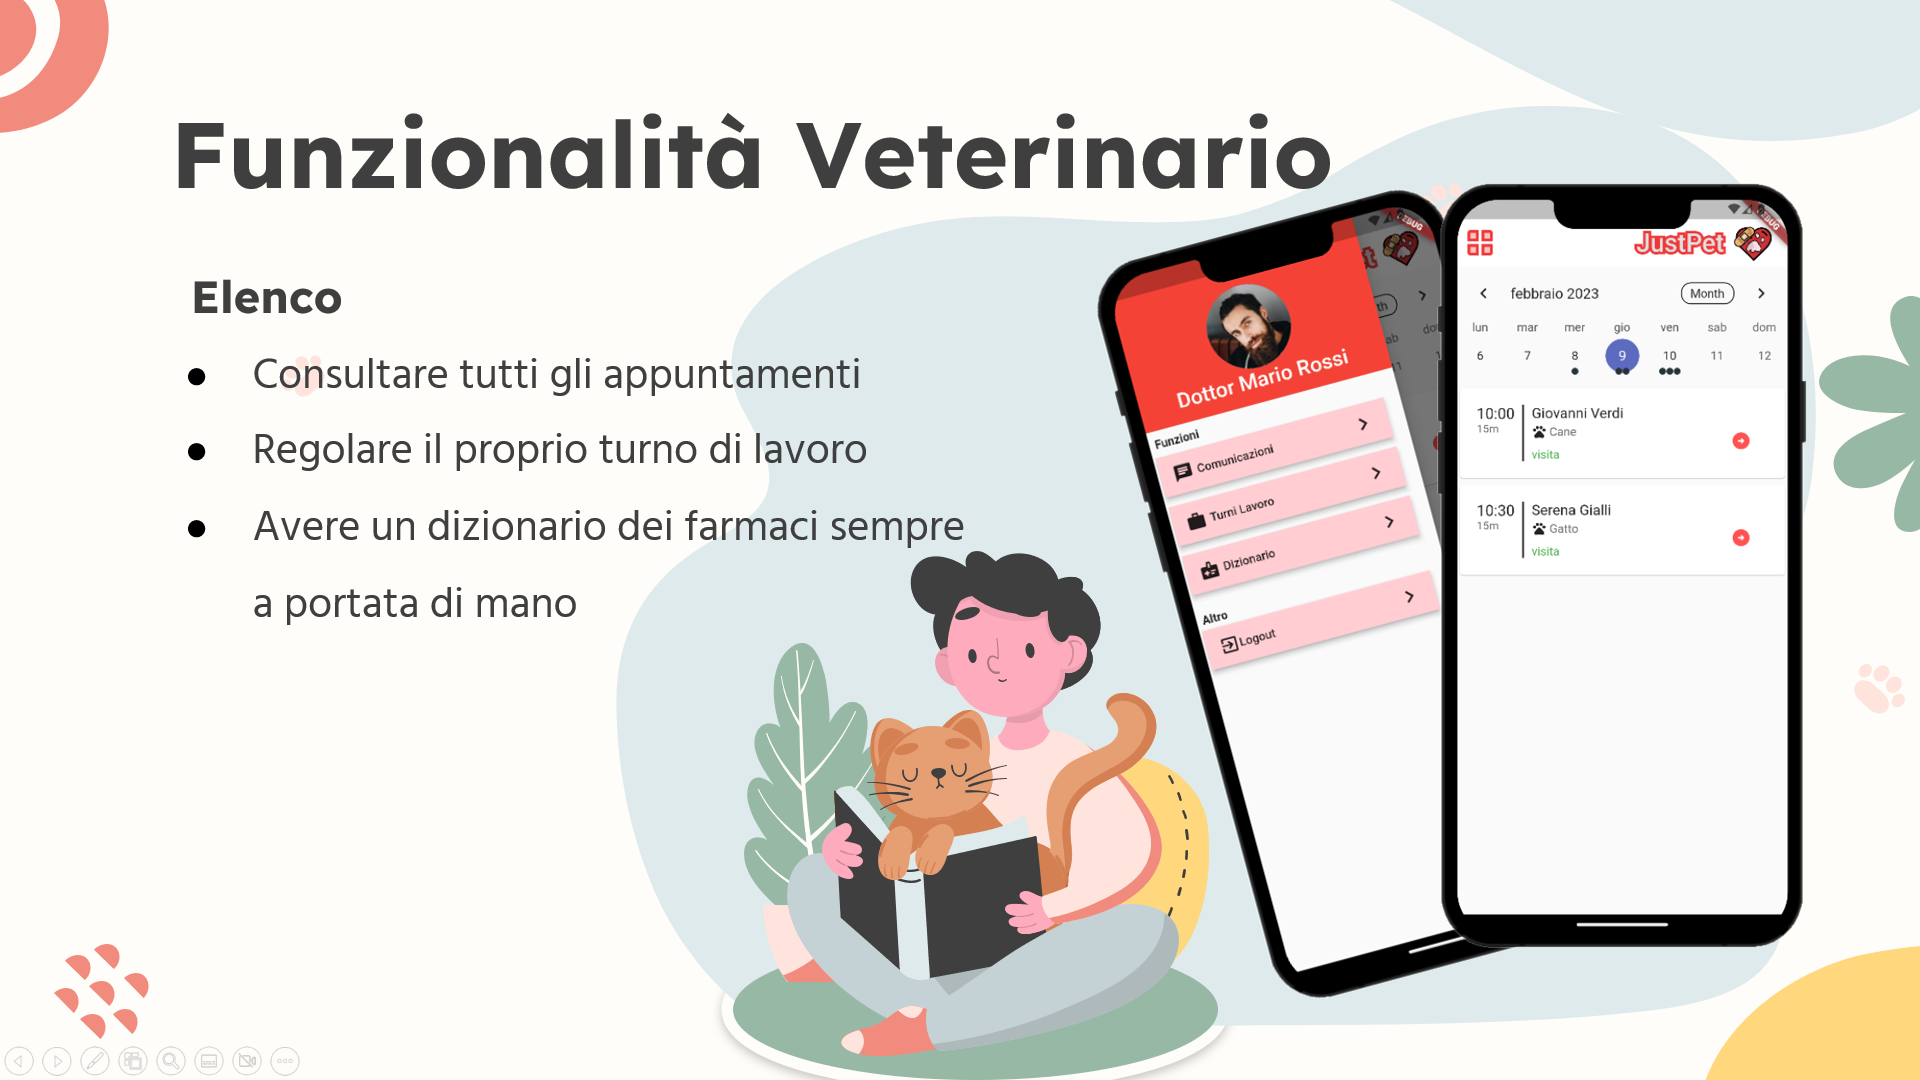 Funzionalità Veterinario
Elenco
● Consultare tutti gli appuntamenti
● Regolare il proprio turno di lavoro
● Avere un dizionario dei farmaci sempre
a portata di mano
Dottor Mario Rossi
Funzioni
Comunicazioni
Turni Lavoro
Dizionario
Altro
Logout
JustPet
febbraio 2023
Month
lun mar mer gio ven sab dom
6 7 8 9 10 11 12
10:00 Giovanni Verdi
15m Cane
visita
10:30 Serena Gialli
15m Gatto
visita